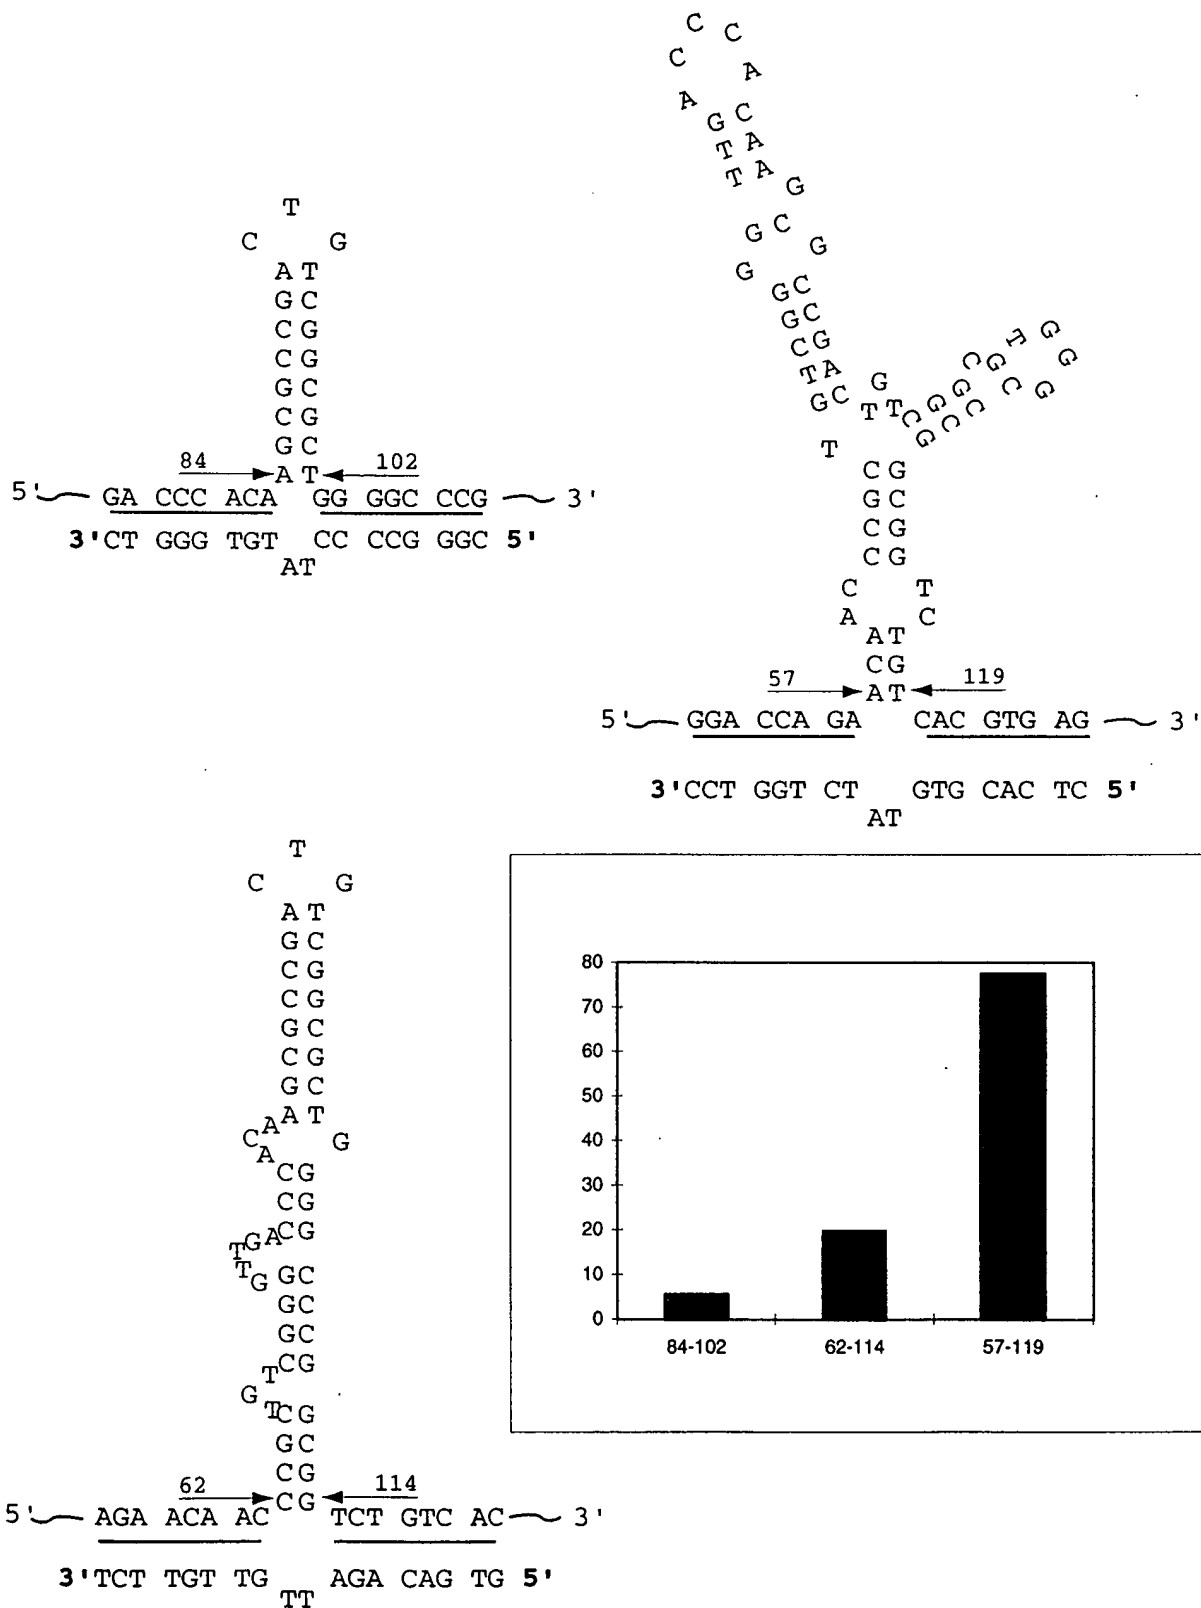 T
C G
A T
G C
C G
C G
G C
C G
G C
84 A T 102
5' GA CCC ACA GG GGC CCG 3'
3'CT GGG TGT CC CCG GGC 5'
AT
C C
C A
A
G C
T A
T A
G
G C
G
G
G C
G C
C G
T A
G C
G
T T
C G
G C
G C
C G
T C
G G G
T
C G
G C
C G
C G
C T
A C
A T
C G
57 A T 119
5' GGA CCA GA CAC GTG AG 3'
3'CCT GGT CT GTG CAC TC 5'
AT
T
C G
A T
G C
C G
C G
G C
C G
G C
A A T
C G
A
C G
C G
T G A C G
T G G C
G C
G C
T C G
G
T C G
G C
C G
62 C G 114
5' AGA ACA AC TCT GTC AC 3'
3'TCT TGT TG AGA CAG TG 5'
TT
80
70
60
50
40
30
20
10
0
84-102 62-114 57-119